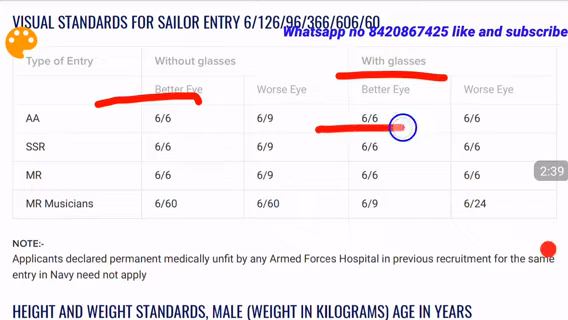 VISUAL STANDARDS FOR SAILOR ENTRY 6/126/96/366/606/60
Whatsapp no 8420867425 like and subscribe
Type of Entry Without glasses With glasses
Better Eye Worse Eye Better Eye Worse Eye
AA 6/6 6/9 6/6 6/6
SSR 6/6 6/9 6/6 6/6
MR 6/6 6/9 6/6 6/6
2:39
MR Musicians 6/60 6/60 6/9 6/24
NOTE:-
Applicants declared permanent medically unfit by any Armed Forces Hospital in previous recruitment for the same
entry in Navy need not apply
HEIGHT AND WEIGHT STANDARDS, MALE (WEIGHT IN KILOGRAMS) AGE IN YEARS